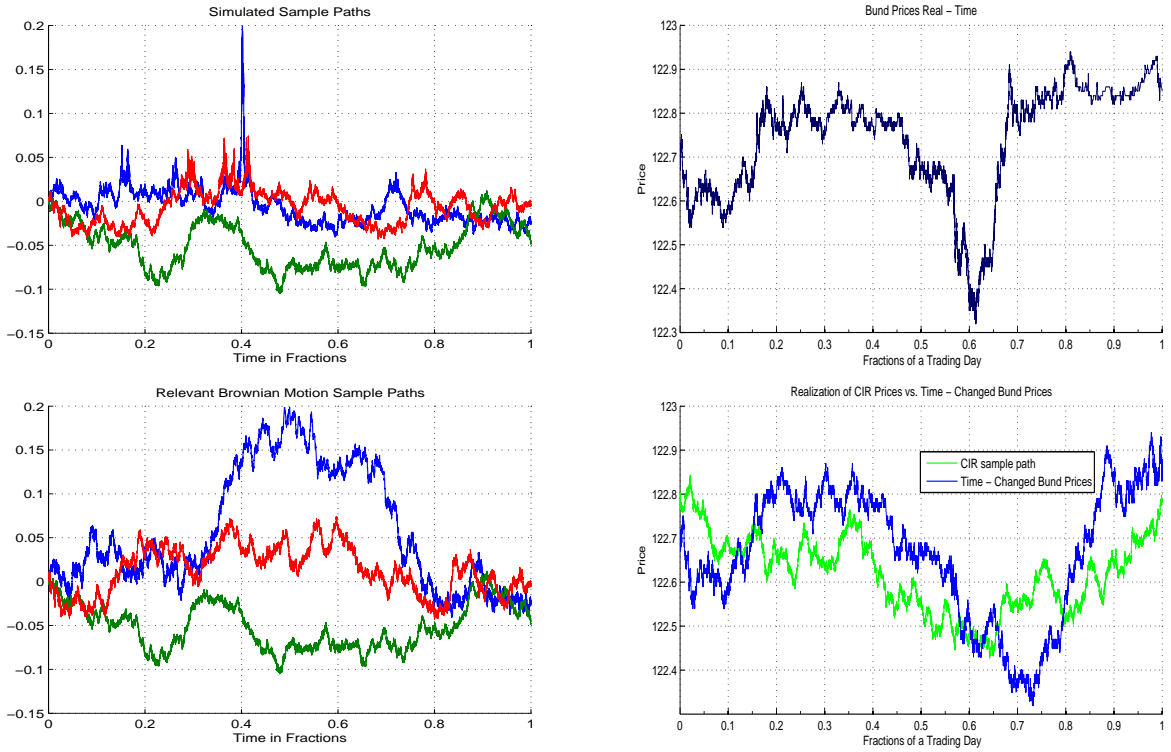 Simulated Sample Paths
0.2
0.15
0.1
0.05
0
−0.05
−0.1
−0.15
0 0.2 0.4 0.6 0.8 1
Time in Fractions
Bund Prices Real − Time
123
122.9
122.8
122.7
122.6
122.5
122.4
122.3
Price
0 0.1 0.2 0.3 0.4 0.5 0.6 0.7 0.8 0.9 1
Fractions of a Trading Day
Relevant Brownian Motion Sample Paths
0.2
0.15
0.1
0.05
0
−0.05
−0.1
−0.15
0 0.2 0.4 0.6 0.8 1
Time in Fractions
Realization of CIR Prices vs. Time − Changed Bund Prices
123
122.9
122.8
122.7
122.6
122.5
122.4
Price
CIR sample path
Time − Changed Bund Prices
0 0.1 0.2 0.3 0.4 0.5 0.6 0.7 0.8 0.9 1
Fractions of a Trading Day